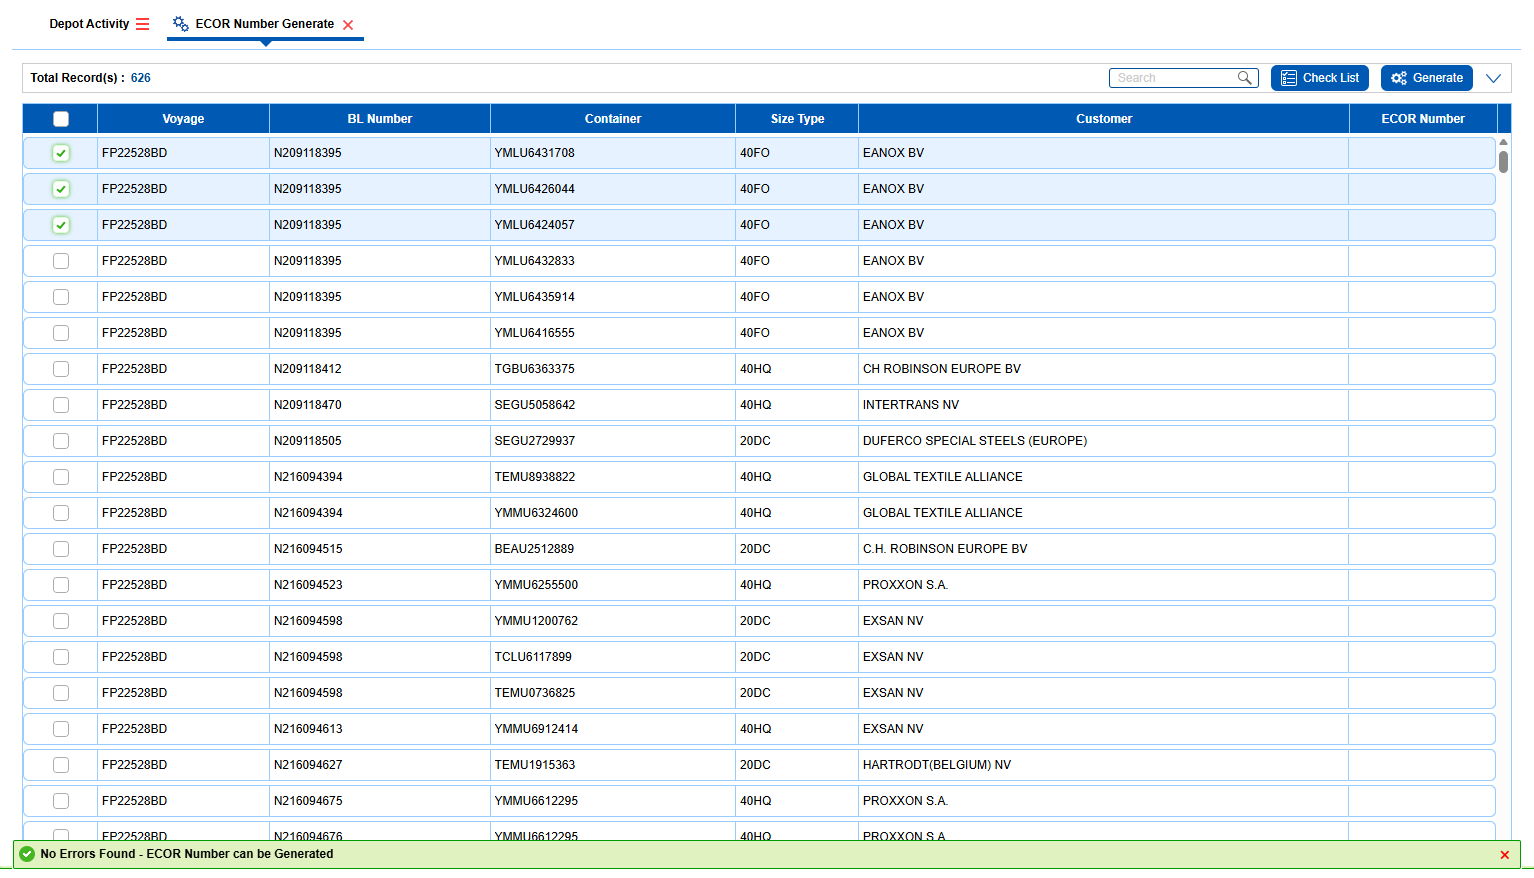 Depot Activity ECOR Number Generate
Total Record(s) : 626 Search Check List Generate
Voyage BL Number Container Size Type Customer ECOR Number
FP22528BD N209118395 YMLU6431708 40FO EANOX BV
FP22528BD N209118395 YMLU6426044 40FO EANOX BV
FP22528BD N209118395 YMLU6424057 40FO EANOX BV
FP22528BD N209118395 YMLU6432833 40FO EANOX BV
FP22528BD N209118395 YMLU6435914 40FO EANOX BV
FP22528BD N209118395 YMLU6416555 40FO EANOX BV
FP22528BD N209118412 TGBU6363375 40HQ CH ROBINSON EUROPE BV
FP22528BD N209118470 SEGU5058642 40HQ INTERTRANS NV
FP22528BD N209118505 SEGU2729937 20DC DUFERCO SPECIAL STEELS (EUROPE)
FP22528BD N216094394 TEMU8938822 40HQ GLOBAL TEXTILE ALLIANCE
FP22528BD N216094394 YMMU6324600 40HQ GLOBAL TEXTILE ALLIANCE
FP22528BD N216094515 BEAU2512889 20DC C.H. ROBINSON EUROPE BV
FP22528BD N216094523 YMMU6255500 40HQ PROXXON S.A.
FP22528BD N216094598 YMMU1200762 20DC EXSAN NV
FP22528BD N216094598 TCLU6117899 20DC EXSAN NV
FP22528BD N216094598 TEMU0736825 20DC EXSAN NV
FP22528BD N216094613 YMMU6912414 40HQ EXSAN NV
FP22528BD N216094627 TEMU1915363 20DC HARTRODT(BELGIUM) NV
FP22528BD N216094675 YMMU6612295 40HQ PROXXON S.A.
FP22528BD N216094676 YMMU6612295 40HQ PROXXON S.A.
No Errors Found - ECOR Number can be Generated